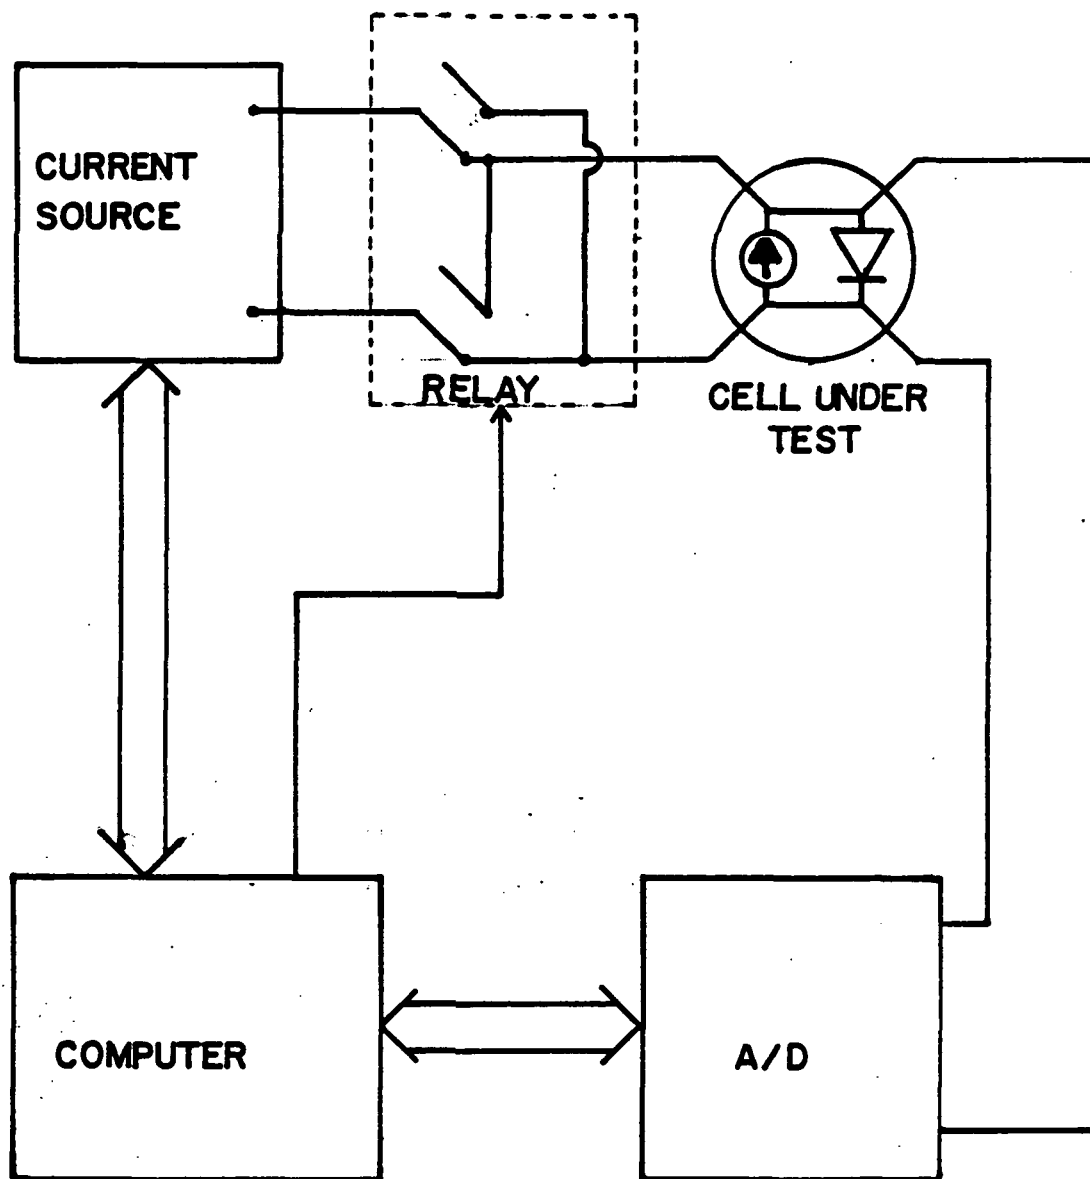 CURRENT
SOURCE
RELAY
CELL UNDER
TEST
COMPUTER
A/D